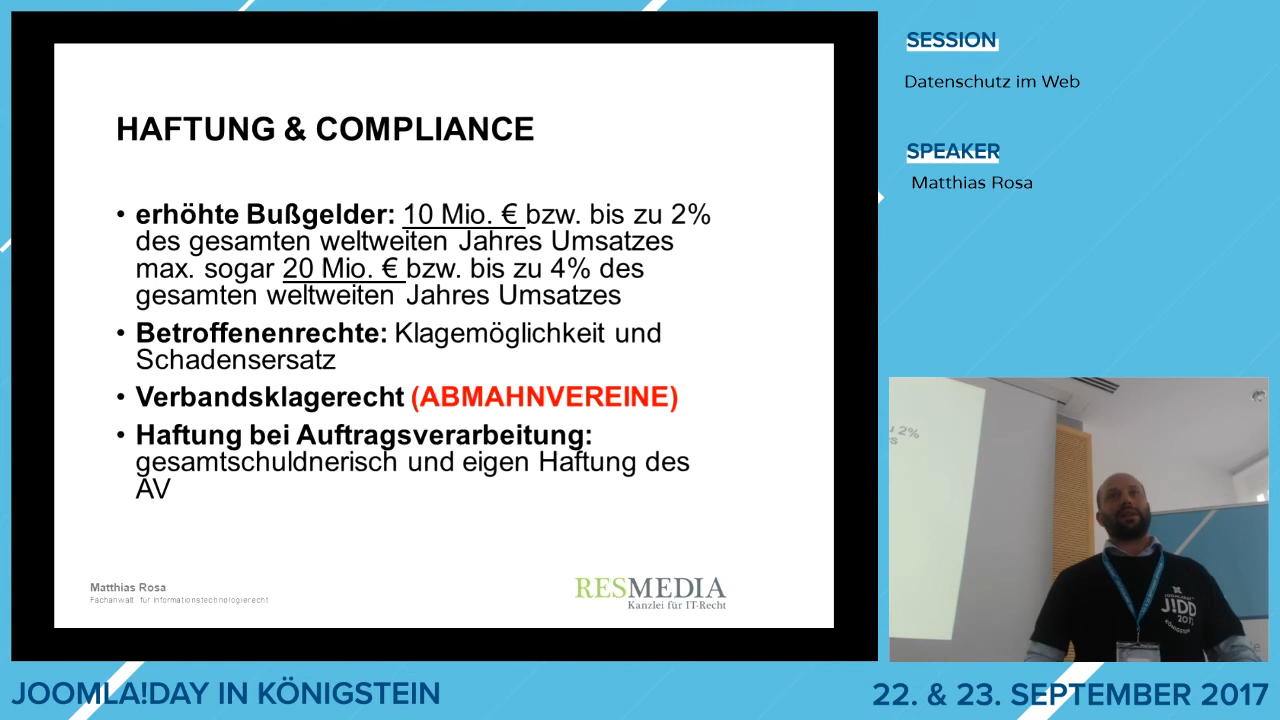 HAFTUNG & COMPLIANCE
• erhöhte Bußgelder: 10 Mio. € bzw. bis zu 2%
des gesamten weltweiten Jahres Umsatzes
max. sogar 20 Mio. € bzw. bis zu 4% des
gesamten weltweiten Jahres Umsatzes
• Betroffenenrechte: Klagemöglichkeit und
Schadensersatz
• Verbandsklagerecht (ABMAHNVEREINE)
• Haftung bei Auftragsverarbeitung:
gesamtschuldnerisch und eigen Haftung des
AV
Matthias Rosa
Fachanwalt für Informationstechnologierecht
RESMEDIA
Kanzlei für IT-Recht
SESSION
Datenschutz im Web
SPEAKER
Matthias Rosa
zu 2%
J!DD
JOOMLA!DAY IN KÖNIGSTEIN
22. & 23. SEPTEMBER 2017